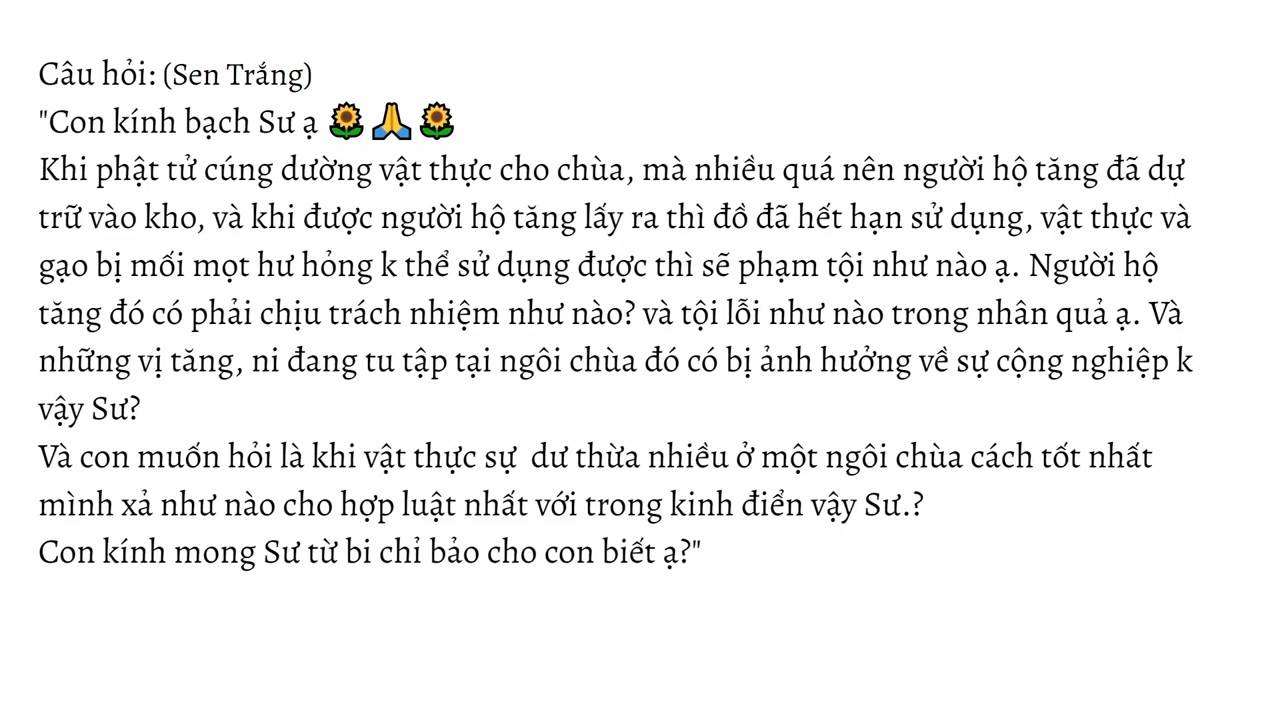 Câu hỏi: (Sen Trắng)
"Con kính bạch Sư ạ 🌻🙏🌻
Khi phật tử cúng dường vật thực cho chùa, mà nhiều quá nên người hộ tăng đã dự
trữ vào kho, và khi được người hộ tăng lấy ra thì đồ đã hết hạn sử dụng, vật thực và
gạo bị mối mọt hư hỏng k thể sử dụng được thì sẽ phạm tội như nào ạ. Người hộ
tăng đó có phải chịu trách nhiệm như nào? và tội lỗi như nào trong nhân quả ạ. Và
những vị tăng, ni đang tu tập tại ngôi chùa đó có bị ảnh hưởng về sự cộng nghiệp k
vậy Sư?
Và con muốn hỏi là khi vật thực sự  dư thừa nhiều ở một ngôi chùa cách tốt nhất
mình xả như nào cho hợp luật nhất với trong kinh điển vậy Sư.?
Con kính mong Sư từ bi chỉ bảo cho con biết ạ?"